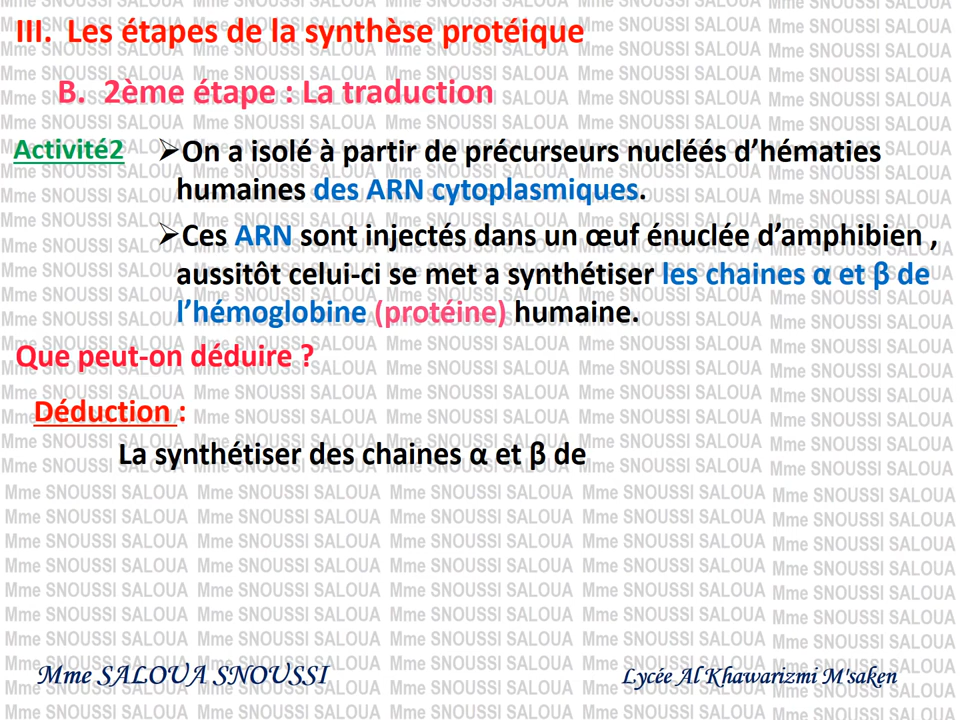 III. Les étapes de la synthèse protéique
B. 2ème étape : La traduction
Activité2
➢On a isolé à partir de précurseurs nucléés d’hématies
humaines des ARN cytoplasmiques.
➢Ces ARN sont injectés dans un œuf énuclée d’amphibien ,
aussitôt celui-ci se met a synthétiser les chaines α et β de
l’hémoglobine (protéine) humaine.
Que peut-on déduire ?
Déduction :
La synthétiser des chaines α et β de
Mme SALOUA SNOUSSI
Lycée Al Khawarizmi M'saken